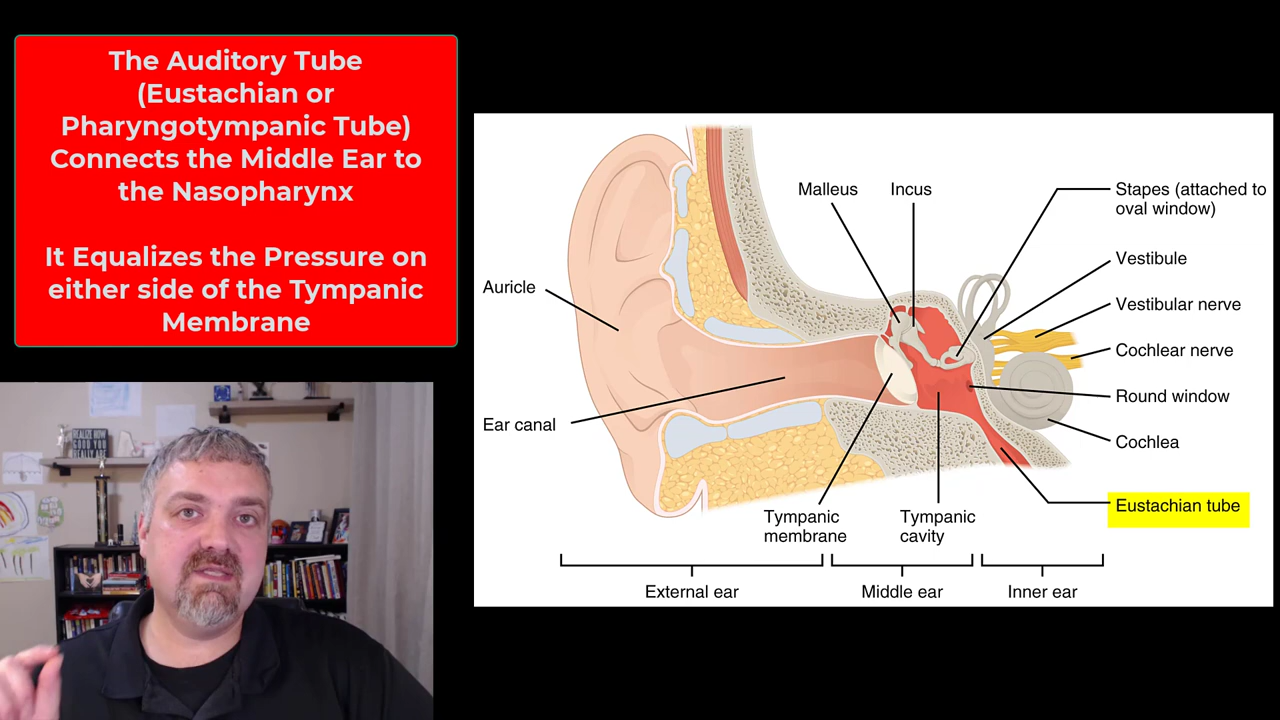 The Auditory Tube
(Eustachian or
Pharyngotympanic Tube)
Connects the Middle Ear to
the Nasopharynx
It Equalizes the Pressure on
either side of the Tympanic
Membrane
Malleus
Incus
Stapes (attached to
oval window)
Vestibule
Vestibular nerve
Auricle
Cochlear nerve
Round window
Ear canal
Cochlea
Eustachian tube
Tympanic
membrane
Tympanic
cavity
External ear
Middle ear
Inner ear